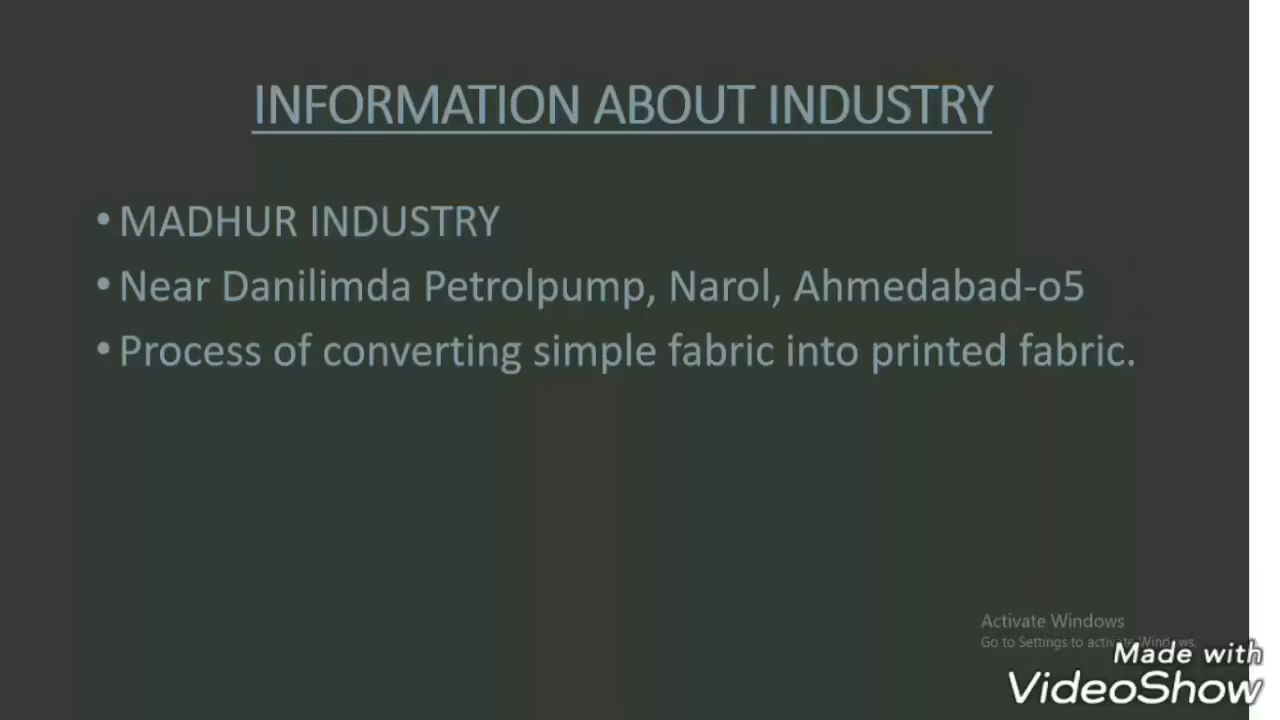 INFORMATION ABOUT INDUSTRY
• MADHUR INDUSTRY
• Near Danilimda Petrolpump, Narol, Ahmedabad-o5
• Process of converting simple fabric into printed fabric.
Activate Windows
Go to Settings to activate Windows.
Made with
VideoShow